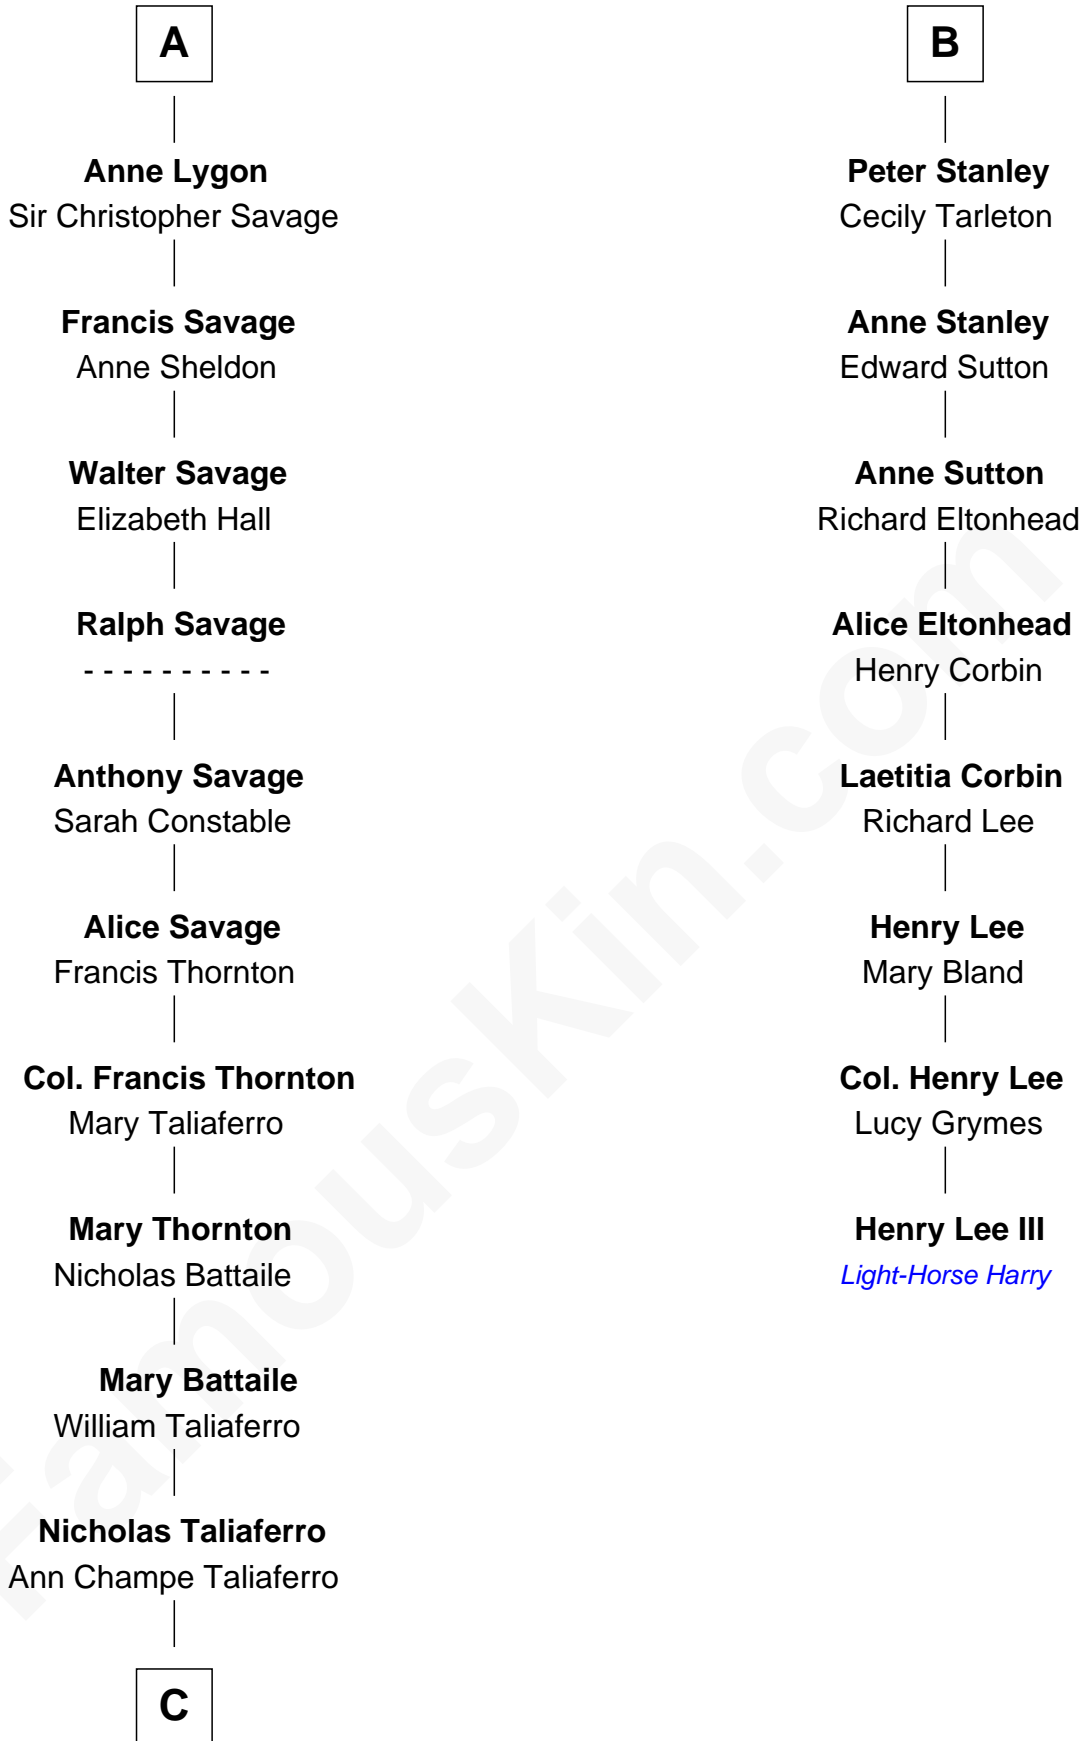 A
Anne Lygon
Sir Christopher Savage
Francis Savage
Anne Sheldon
Walter Savage
Elizabeth Hall
Ralph Savage
- - - - - - - - - -
Anthony Savage
Sarah Constable
Alice Savage
Francis Thornton
Col. Francis Thornton
Mary Taliaferro
Mary Thornton
Nicholas Battaile
Mary Battaile
William Taliaferro
Nicholas Taliaferro
Ann Champe Taliaferro
C
B
Peter Stanley
Cecily Tarleton
Anne Stanley
Edward Sutton
Anne Sutton
Richard Eltonhead
Alice Eltonhead
Henry Corbin
Laetitia Corbin
Richard Lee
Henry Lee
Mary Bland
Col. Henry Lee
Lucy Grymes
Henry Lee III
Light-Horse Harry
FamousKin.com